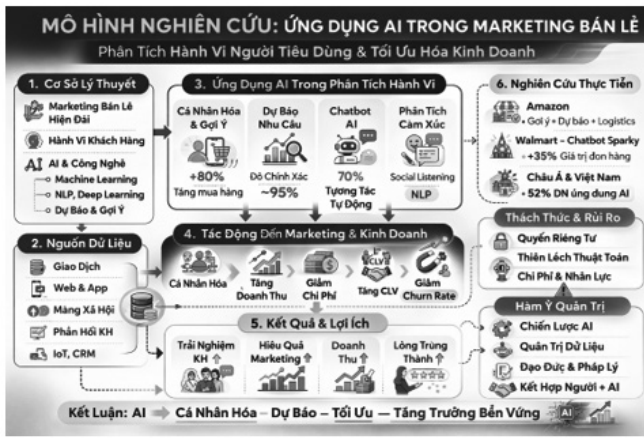 MÔ HÌNH NGHIÊN CỨU: ỨNG DỤNG AI TRONG MARKETING BÁN LẺ
Phân Tích Hành Vi Người Tiêu Dùng & Tối Ưu Hóa Kinh Doanh
1. Cơ Sở Lý Thuyết
Marketing Bán Lẻ
Hiện Đại
Hành Vi Khách Hàng
AI & Công Nghệ
Machine Learning
NLP, Deep Learning
Dự Báo & Gợi Ý
2. Nguồn Dữ Liệu
Giao Dịch
Web & App
Mạng Xã Hội
Phản Hồi KH
IoT, CRM
3. Ứng Dụng AI Trong Phân Tích Hành Vi
Cá Nhân Hóa
& Gợi Ý
+80%
Tăng mua hàng
Dự Báo
Nhu Cầu
Độ Chính Xác
~95%
Chatbot
AI
70%
Tương Tác
Tự Động
Phân Tích
Cảm Xúc
Social Listening
NLP
4. Tác Động Đến Marketing & Kinh Doanh
Cá Nhân Hóa
Tăng
Doanh Thu
Giảm
Chi Phí
CLV
Tăng CLV
Giảm
Churn Rate
5. Kết Quả & Lợi Ích
Trải Nghiệm
KH ↑
Hiệu Quả
Marketing ↑
Doanh
Thu ↑
Lòng Trung
Thành ↑
6. Nghiên Cứu Thực Tiễn
Amazon
• Gợi ý + Dự báo + Logistics
Walmart – Chatbot Sparky
• +35% Giá trị đơn hàng
Châu Á & Việt Nam
• 52% DN ứng dụng AI
Thách Thức & Rủi Ro
Quyền Riêng Tư
Thiên Lệch Thuật Toán
Chi Phí & Nhân Lực
Hàm Ý Quản Trị
Chiến Lược AI
Quản Trị Dữ Liệu
Đạo Đức & Pháp Lý
Kết Hợp Người + AI
Kết Luận: AI → Cá Nhân Hóa – Dự Báo – Tối Ưu — Tăng Trưởng Bền Vững
AI